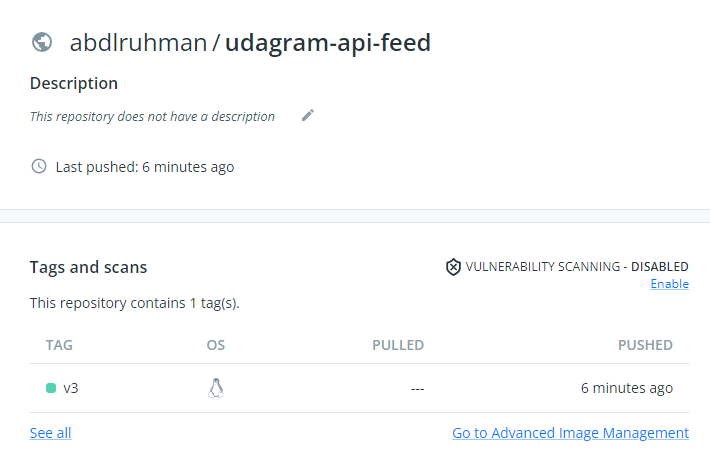 abdlruhman / udagram-api-feed
Description
This repository does not have a description
Last pushed: 6 minutes ago
Tags and scans
VULNERABILITY SCANNING - DISABLED
Enable
This repository contains 1 tag(s).
TAG OS PULLED PUSHED
v3 --- 6 minutes ago
See all Go to Advanced Image Management